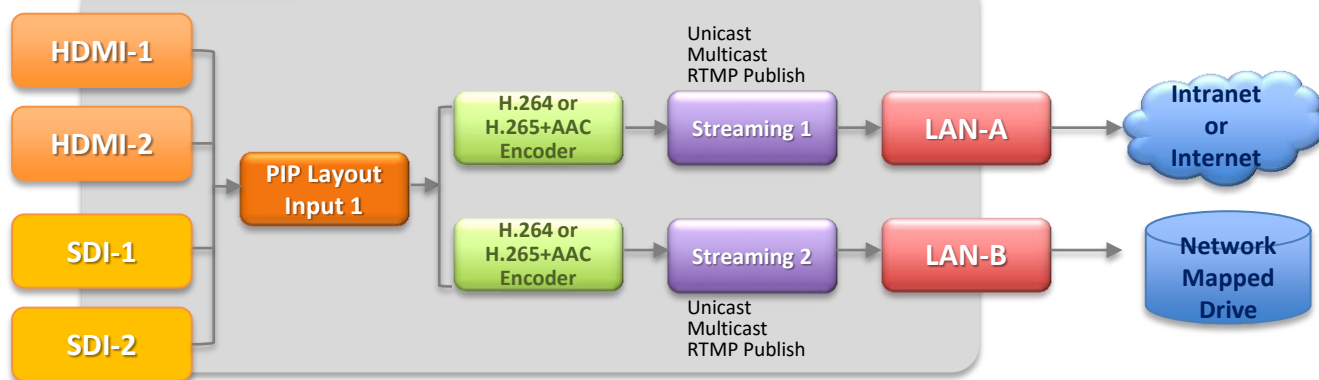 HDMI-1
HDMI-2
SDI-1
SDI-2
PIP Layout
Input 1
H.264 or
H.265+AAC
Encoder
Unicast
Multicast
RTMP Publish
Streaming 1
LAN-A
Intranet
or
Internet
H.264 or
H.265+AAC
Encoder
Streaming 2
Unicast
Multicast
RTMP Publish
LAN-B
Network
Mapped
Drive